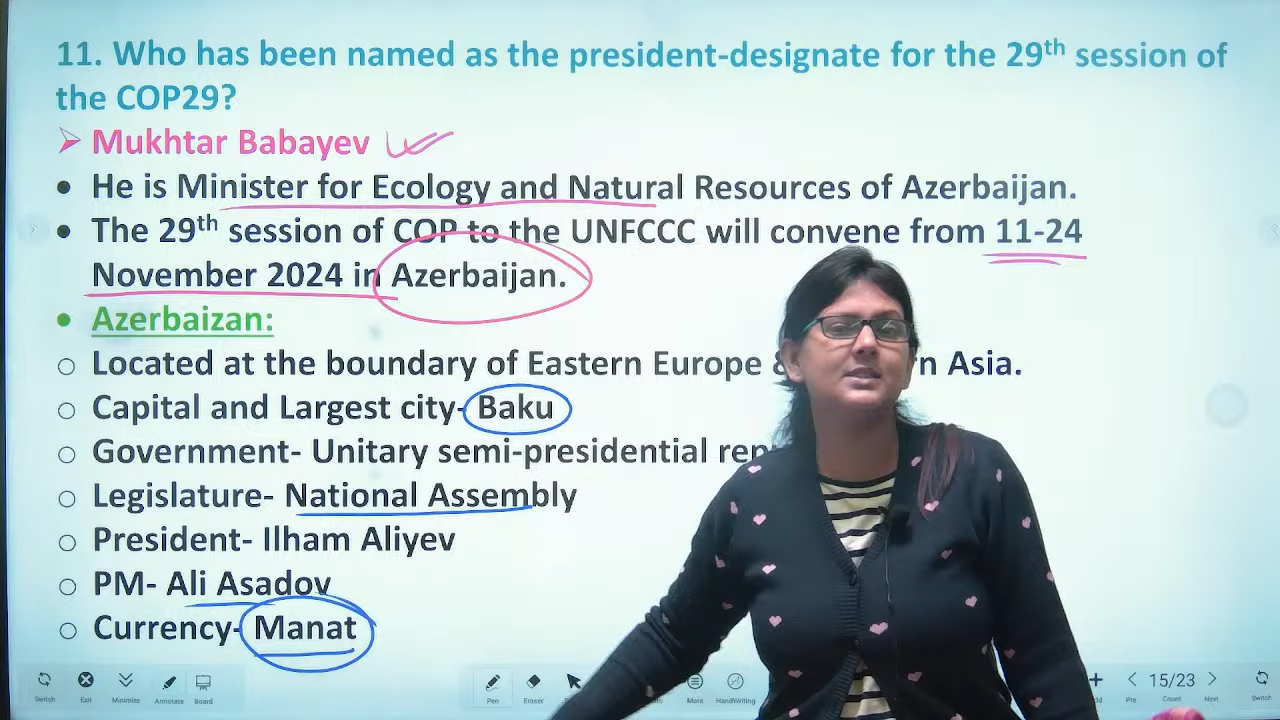 11. Who has been named as the president-designate for the 29th session of
the COP29?
➢ Mukhtar Babayev
• He is Minister for Ecology and Natural Resources of Azerbaijan.
• The 29th session of COP to the UNFCCC will convene from 11-24
November 2024 in Azerbaijan.
• Azerbaizan:
○ Located at the boundary of Eastern Europe Asia.
○ Capital and Largest city- Baku
○ Government- Unitary semi-presidential
○ Legislature- National Assembly
○ President- Ilham Aliyev
○ PM- Ali Asadov
○ Currency- Manat
Switch Exit Minimize Annotate Board Pen Eraser More HandWriting < 15/23 > Switch
Pre Count Next